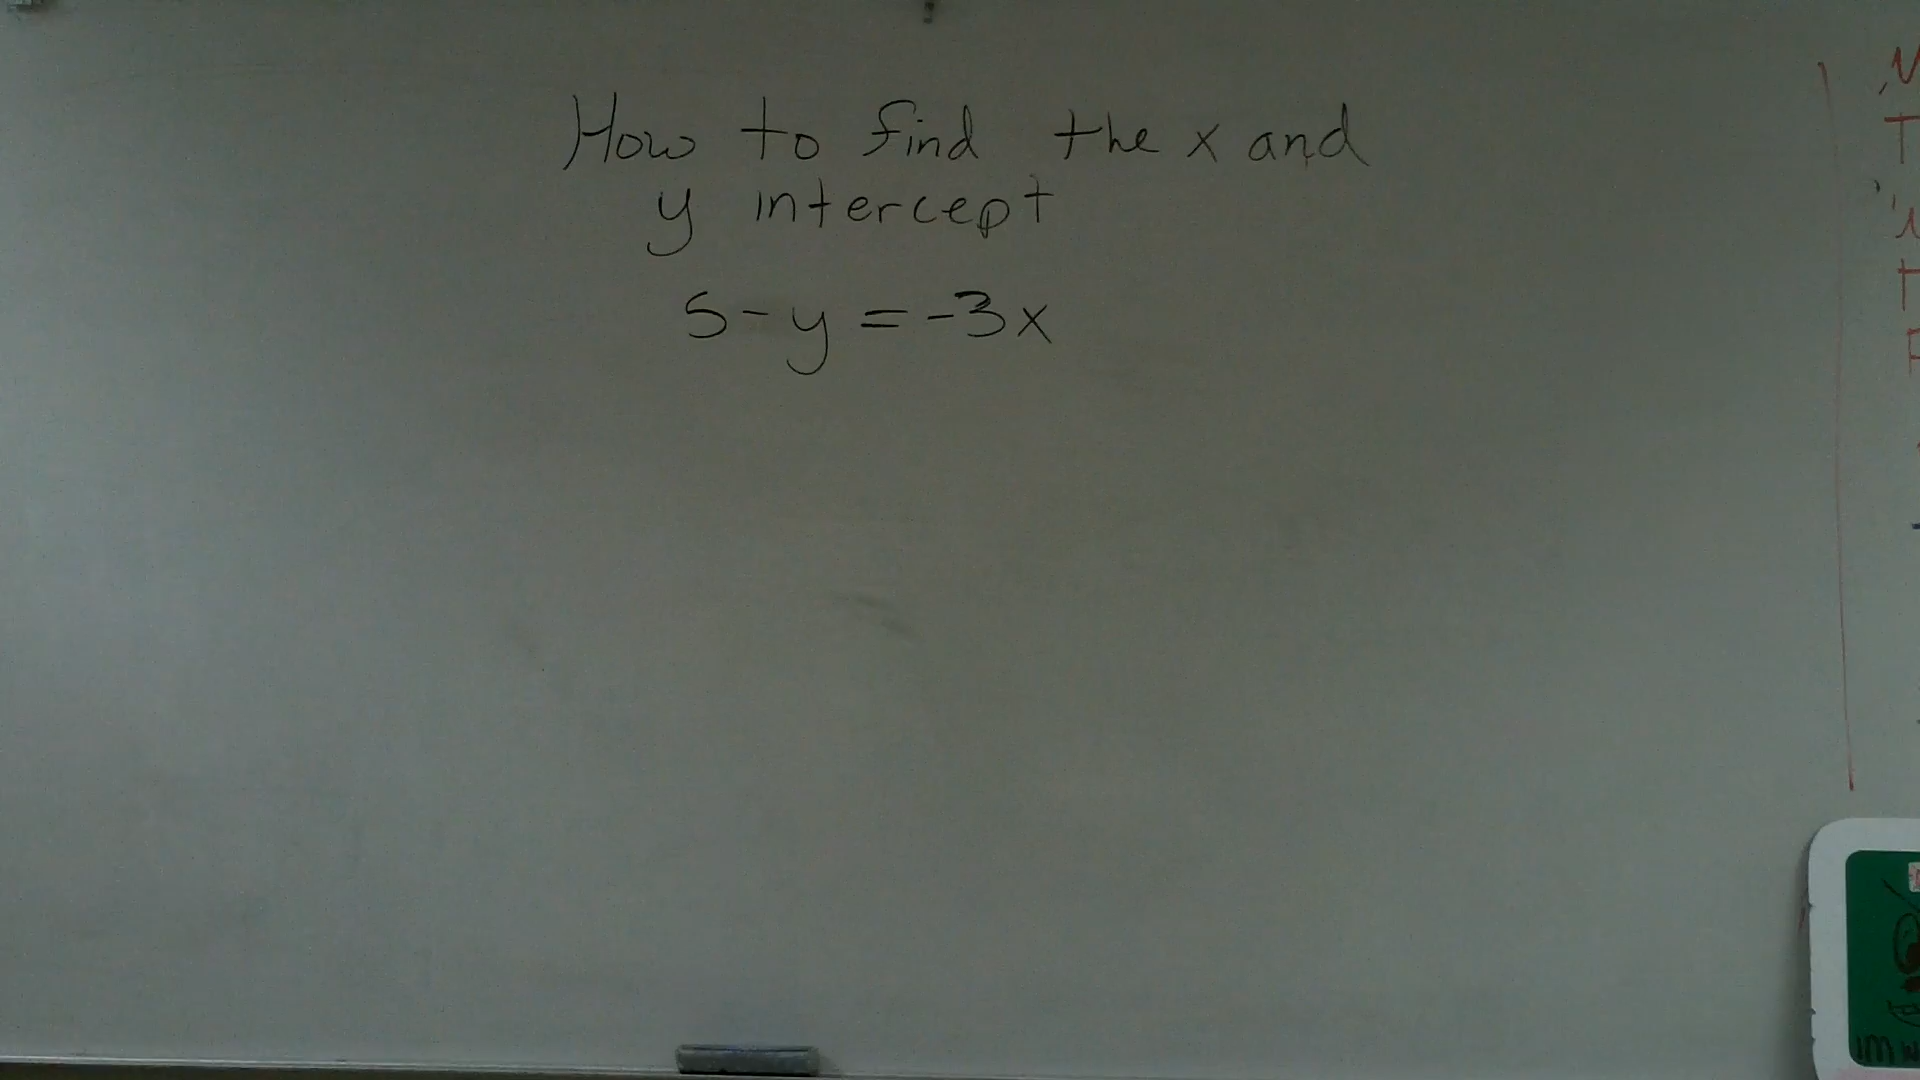 How to find the x and
y intercept
5-y=-3x